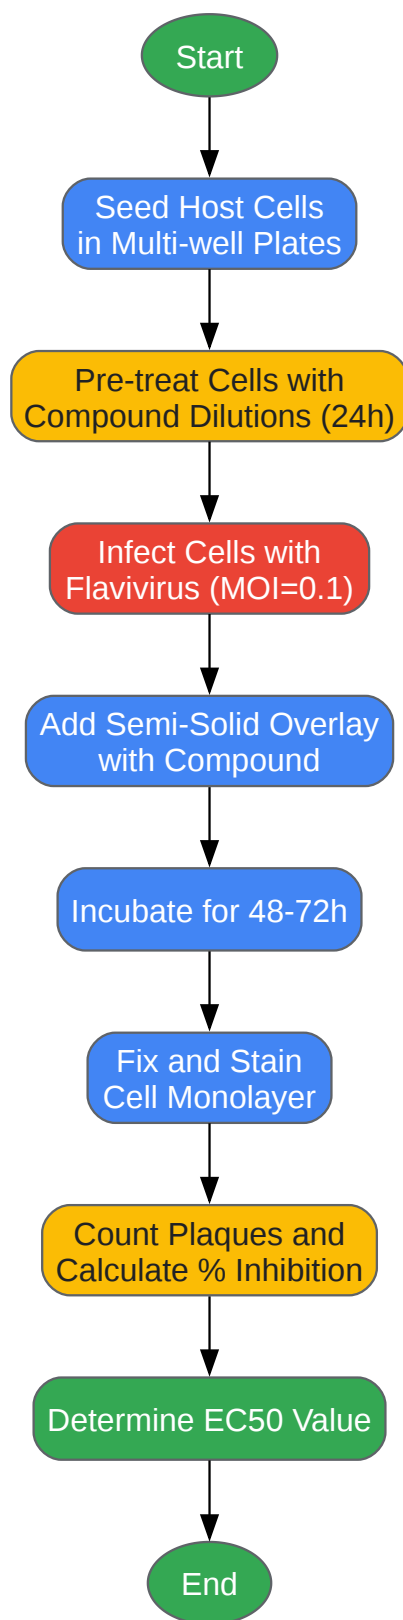 Start
Seed Host Cells
in Multi-well Plates
Pre-treat Cells with
Compound Dilutions (24h)
Infect Cells with
Flavivirus (MOI=0.1)
Add Semi-Solid Overlay
with Compound
Incubate for 48-72h
Fix and Stain
Cell Monolayer
Count Plaques and
Calculate % Inhibition
Determine EC50 Value
End